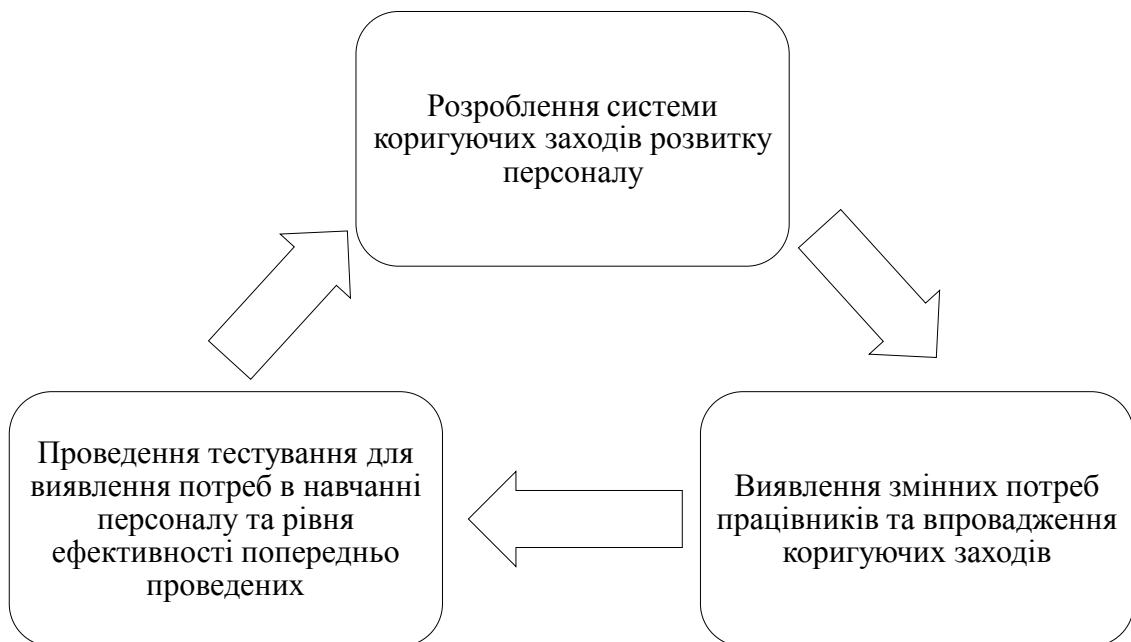 Розроблення системи
коригуючих заходів розвитку
персоналу
Проведення тестування для
виявлення потреб в навчанні
персоналу та рівня
ефективності попередньо
проведених
Виявлення змінних потреб
працівників та впровадження
коригуючих заходів